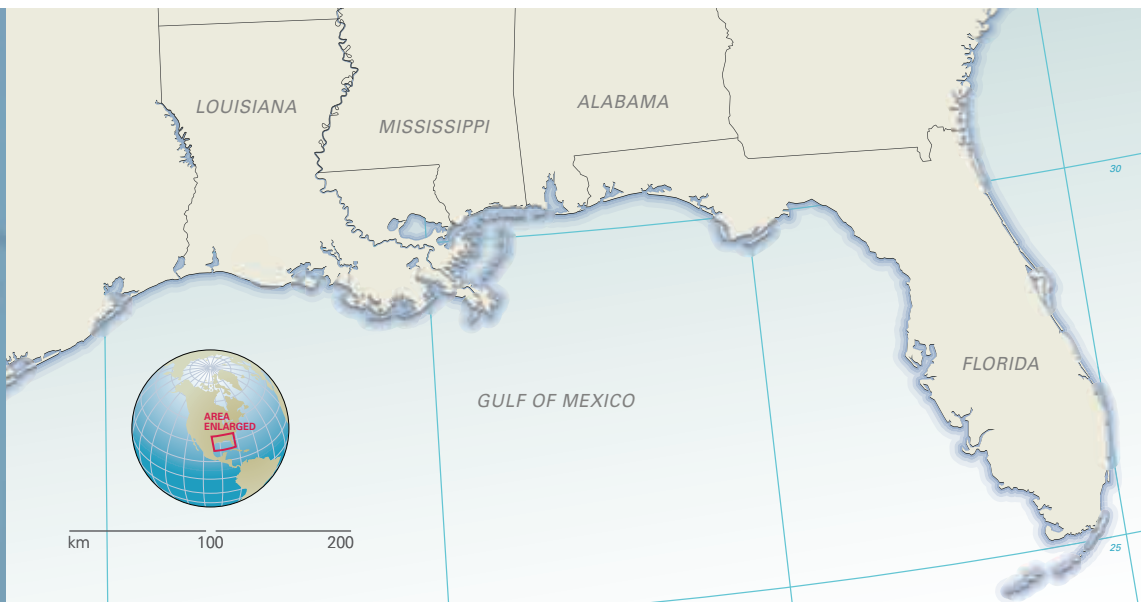 LOUISIANA
MISSISSIPPI
ALABAMA
30
FLORIDA
GULF OF MEXICO
AREA
ENLARGED
km 100 200
25